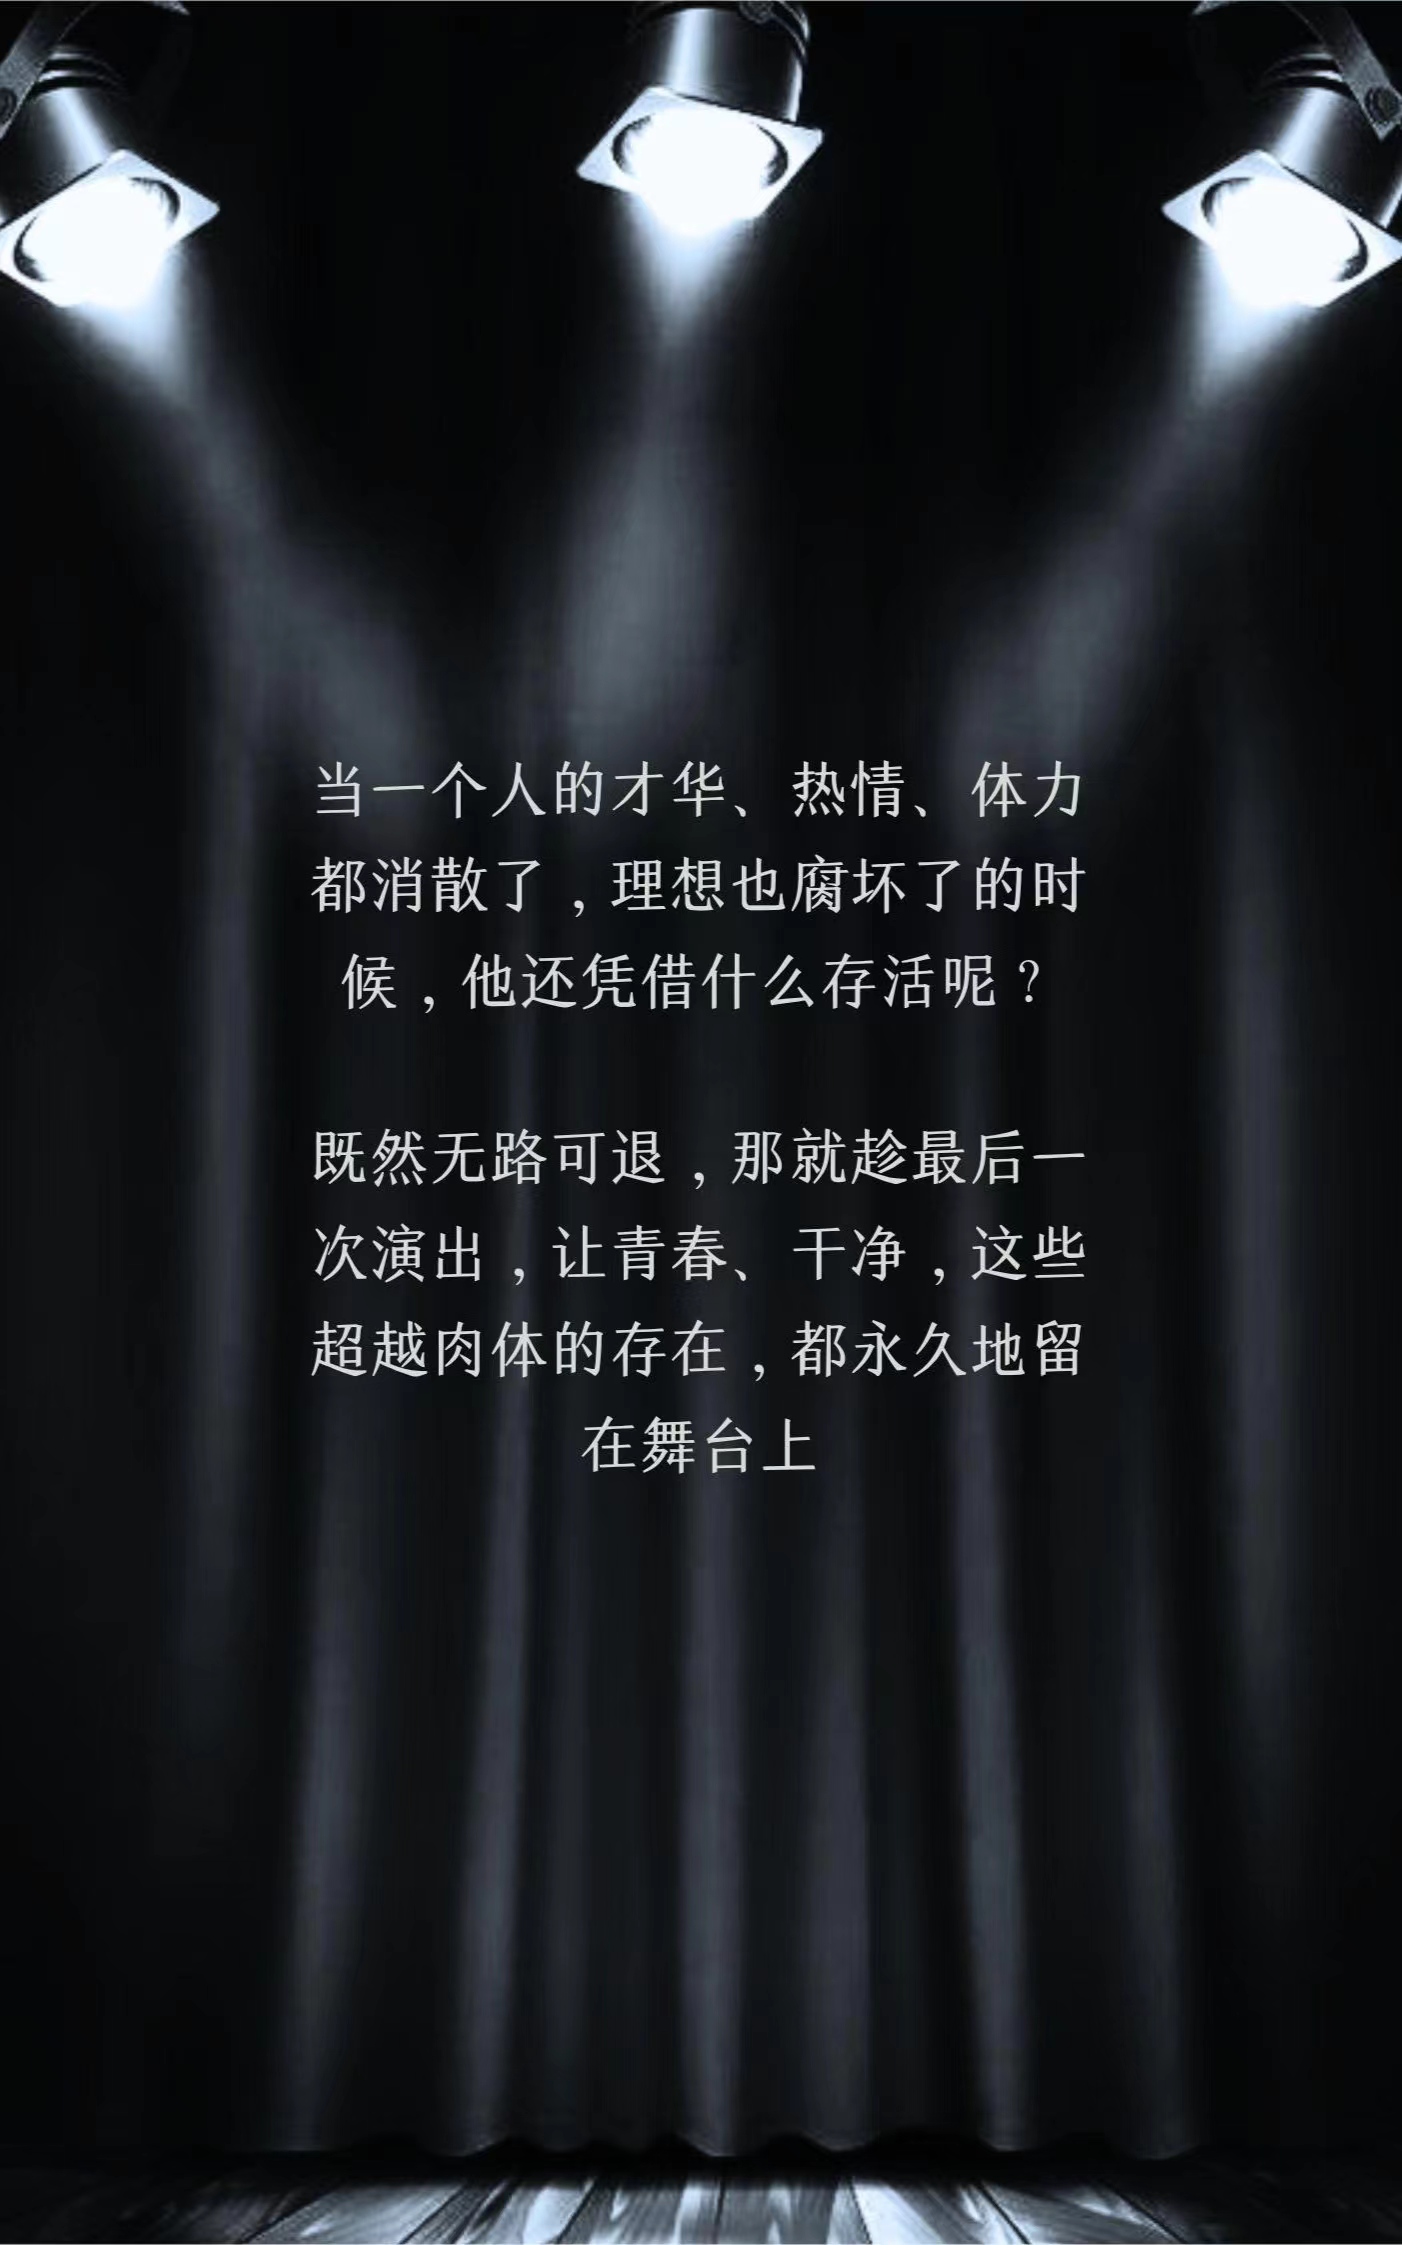 当一个人的才华、热情、体力
都消散了，理想也腐坏了的时
候，他还凭借什么存活呢？
既然无路可退，那就趁最后一
次演出，让青春、干净，这些
超越肉体的存在，都永久地留
在舞台上